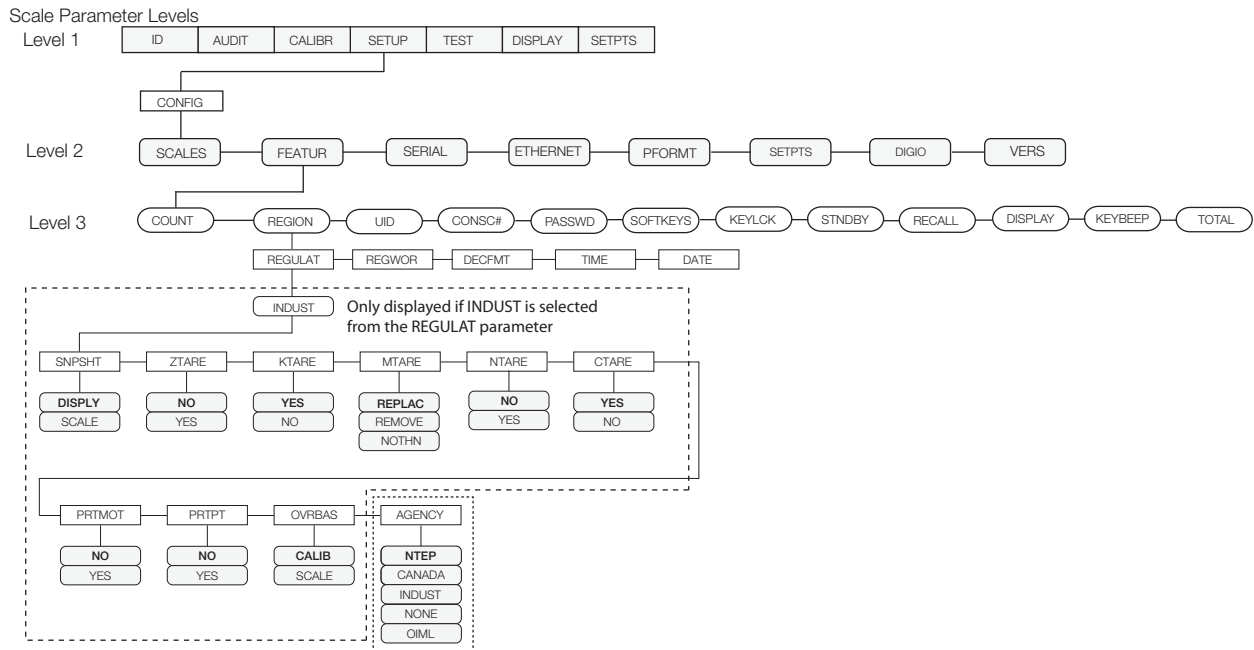 Scale Parameter Levels
Level 1
ID AUDIT CALIBR SETUP TEST DISPLAY SETPTS
CONFIG
Level 2
SCALES FEATUR SERIAL ETHERNET PFORMT SETPTS DIGIO VERS
Level 3
COUNT REGION UID CONSC# PASSWD SOFTKEYS KEYLCK STNDBY RECALL DISPLAY KEYBEEP TOTAL
REGULAT REGWOR DECFMT TIME DATE
INDUST
Only displayed if INDUST is selected
from the REGULAT parameter
SNPSHT ZTARE KTARE MTARE NTARE CTARE
DISPLY NO YES REPLAC NO YES
SCALE YES NO REMOVE YES NO
NOTHN
PRTMOT PRTPT OVRBAS AGENCY
NO NO CALIB NTEP
YES YES SCALE CANADA
INDUST
NONE
OIML